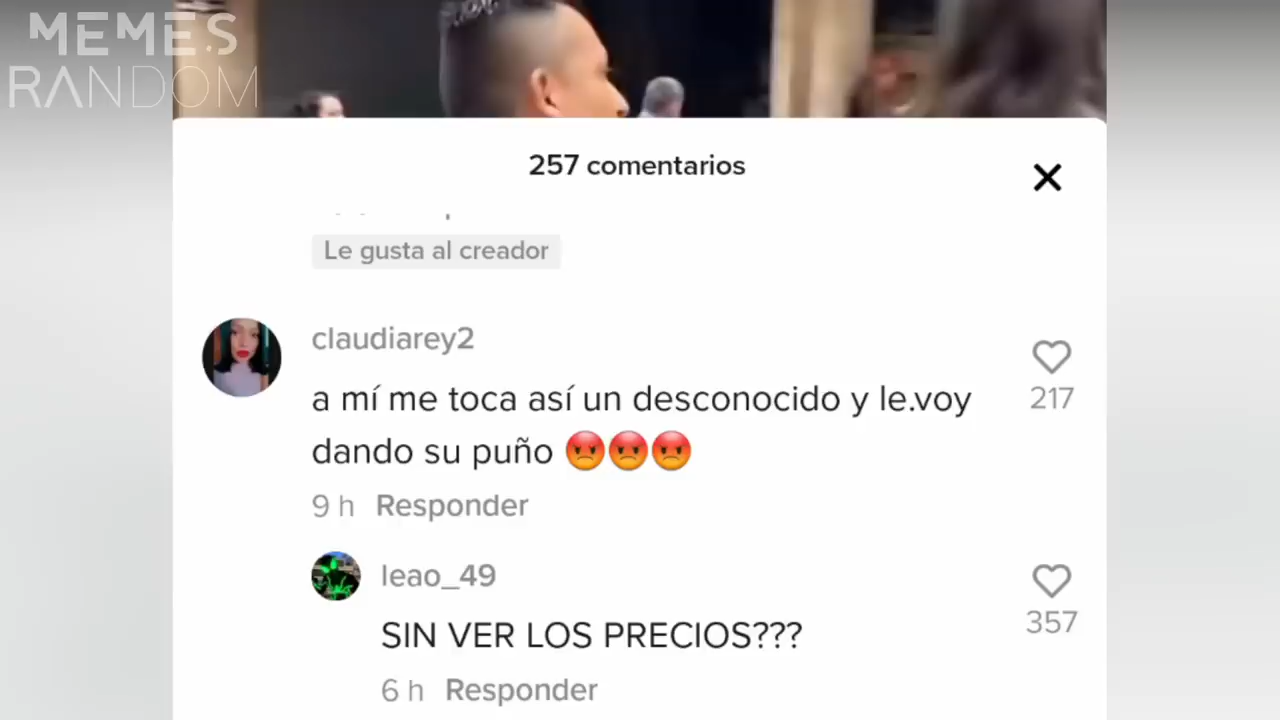 MEMES
RANDOM
257 comentarios
Le gusta al creador
claudiarey2
a mí me toca así un desconocido y le.voy
dando su puño 😡😡😡
217
9 h Responder
leao_49
SIN VER LOS PRECIOS???
357
6 h Responder